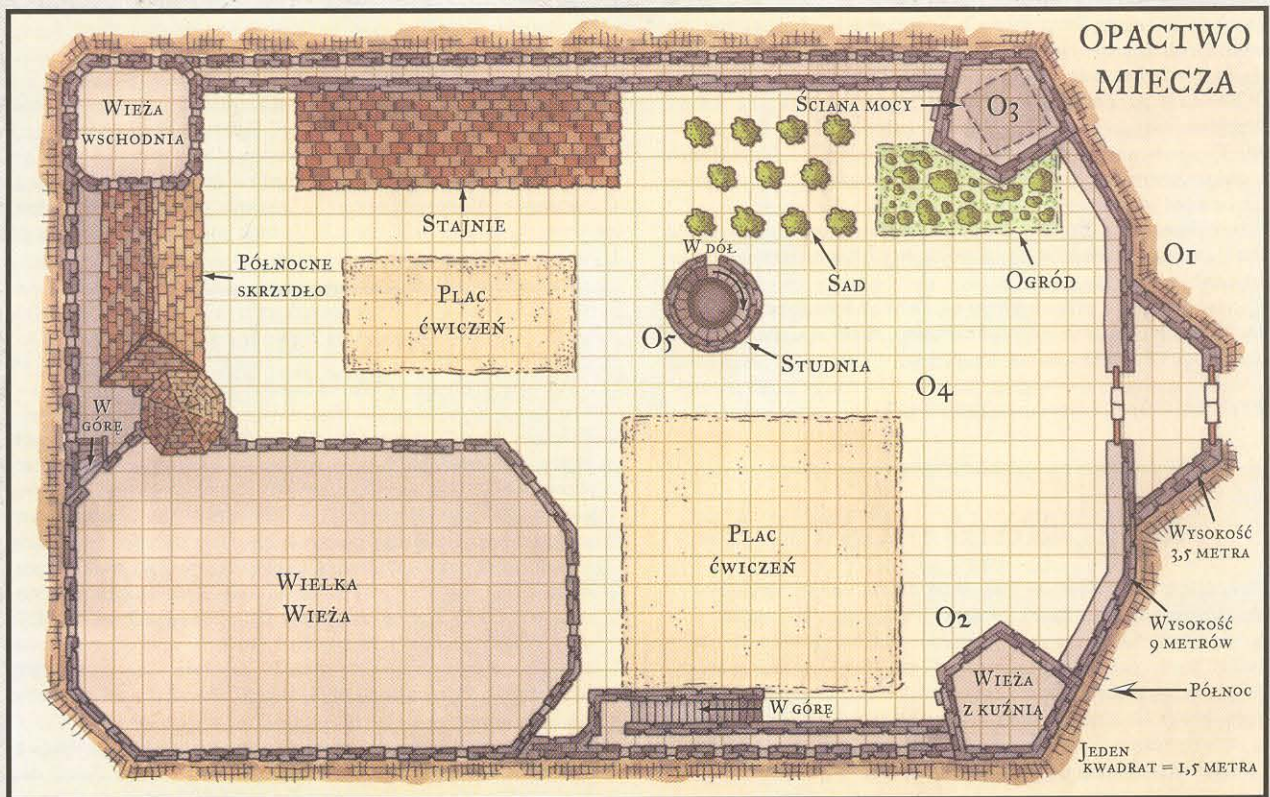 OPACTWO
MIECZA
WIEŻA
WSCHODNIA
ŚCIANA MOCY
O3
STAJNIE
W DÓŁ
SAD
OGRÓD
O1
PÓŁNOCNE
SKRZYDŁO
PLAC
ĆWICZEŃ
O5
STUDNIA
O4
W
GÓRĘ
PLAC
ĆWICZEŃ
WYSOKOŚĆ
3,5 METRA
WIELKA
WIEŻA
O2
WYSOKOŚĆ
9 METRÓW
WIEŻA
Z KUŹNIĄ
PÓŁNOC
W GÓRĘ
JEDEN
KWADRAT = 1,5 METRA